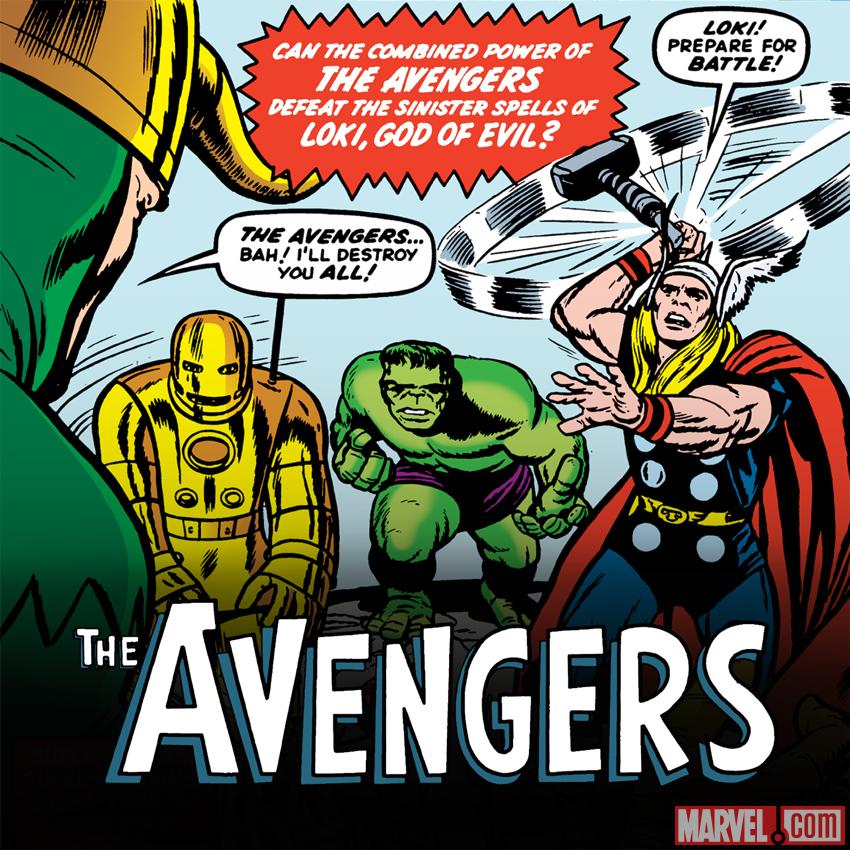 CAN THE COMBINED POWER OF
THE AVENGERS
DEFEAT THE SINISTER SPELLS OF
LOKI, GOD OF EVIL?
LOKI!
PREPARE FOR
BATTLE!
THE AVENGERS...
BAH! I'LL DESTROY
YOU ALL!
THE AVENGERS
MARVEL.com